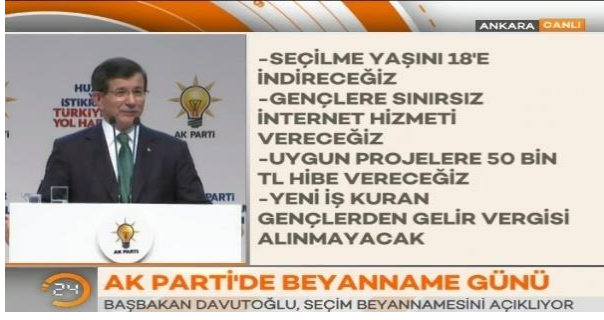 ANKARA CANLI
-SEÇİLME YAŞINI 18'E
İNDİRECEĞİZ
-GENÇLERE SINIRSIZ
İNTERNET HİZMETİ
VERECEĞİZ
-UYGUN PROJELERE 50 BİN
TL HİBE VERECEĞİZ
-YENİ İŞ KURAN
GENÇLERDEN GELİR VERGİSİ
ALINMAYACAK
AK PARTİ
AK PARTİ
24
AK PARTİ'DE BEYANNAME GÜNÜ
BAŞBAKAN DAVUTOĞLU, SEÇİM BEYANNAMESİNİ AÇIKLIYOR